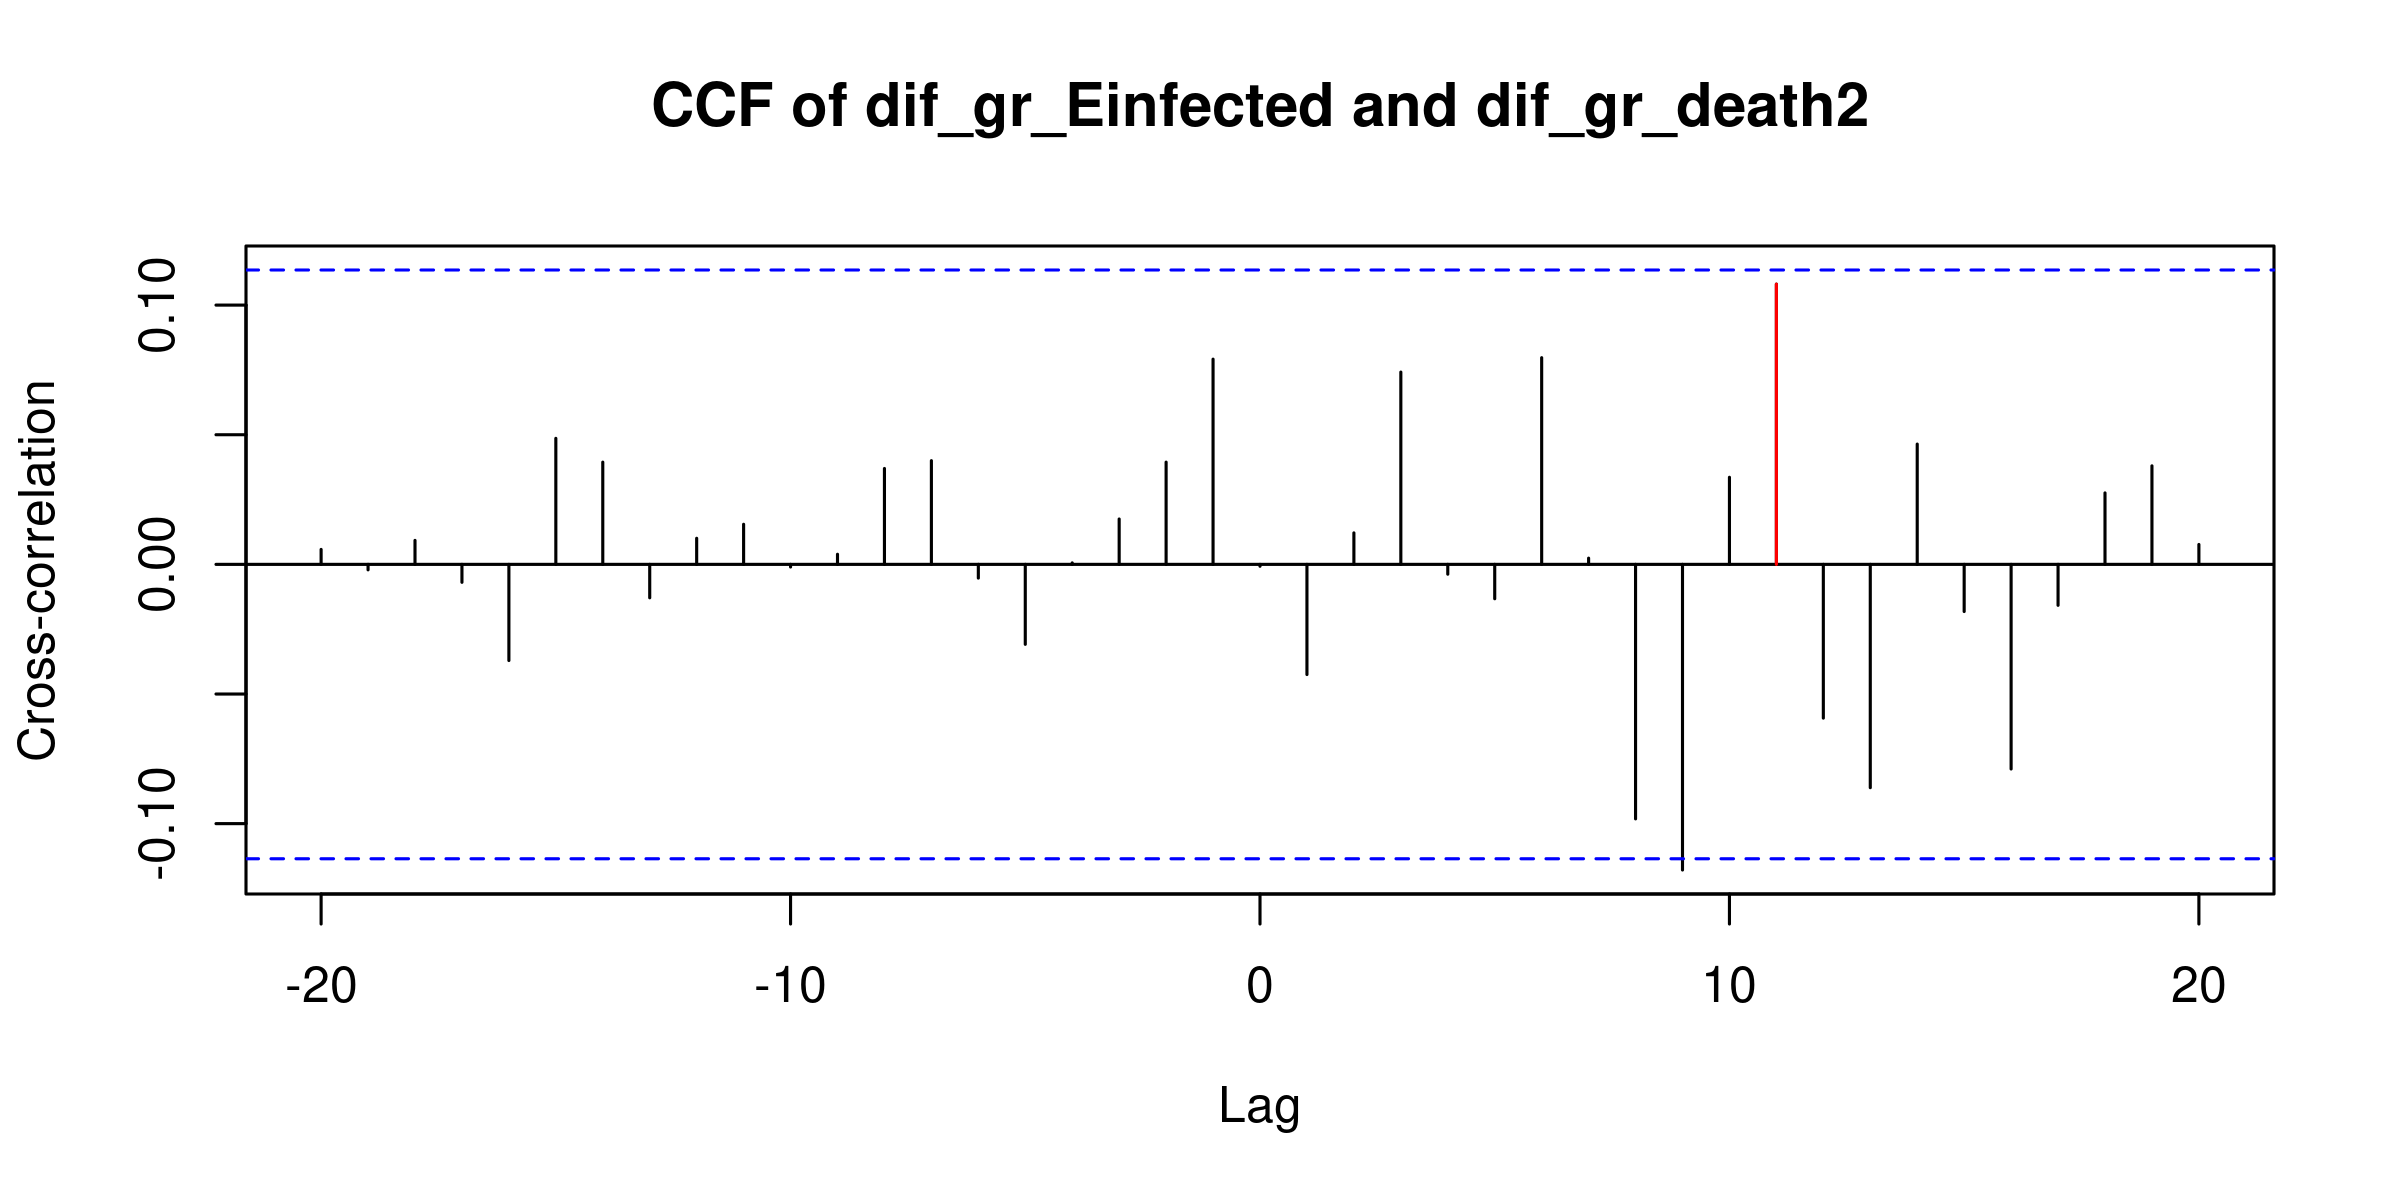 CCF of dif_gr_Einfected and dif_gr_death2
Cross-correlation
0.10
0.00
-0.10
-20 -10 0 10 20
Lag